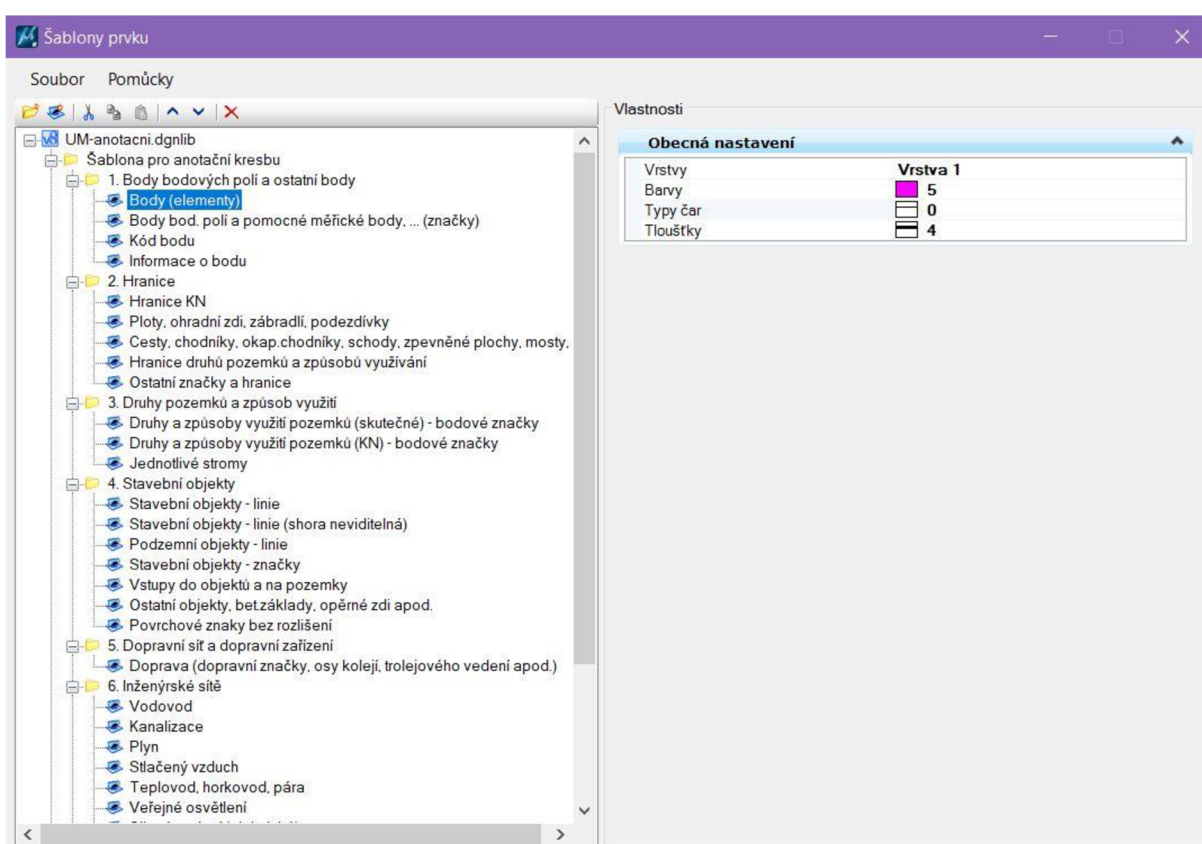 Šablony prvku
Soubor Pomůcky
Vlastnosti
UM-anotacni.dgnlib
Šablona pro anotační kresbu
1. Body bodových polí a ostatní body
Body (elementy)
Body bod. polí a pomocné měřické body, ... (značky)
Kód bodu
Informace o bodu
2. Hranice
Hranice KN
Ploty, ohradní zdi, zábradlí, podezdívky
Cesty, chodníky, okap.chodníky, schody, zpevněné plochy, mosty,
Hranice druhů pozemků a způsobů využívání
Ostatní značky a hranice
3. Druhy pozemků a způsob využití
Druhy a způsoby využití pozemků (skutečné) - bodové značky
Druhy a způsoby využití pozemků (KN) - bodové značky
Jednotlivé stromy
4. Stavební objekty
Stavební objekty - linie
Stavební objekty - linie (shora neviditelná)
Podzemní objekty - linie
Stavební objekty - značky
Vstupy do objektů a na pozemky
Ostatní objekty, bet.základy, opěrné zdi apod.
Povrchové znaky bez rozlišení
5. Dopravní síť a dopravní zařízení
Doprava (dopravní značky, osy kolejí, trolejového vedení apod.)
6. Inženýrské sítě
Vodovod
Kanalizace
Plyn
Stlačený vzduch
Teplovod, horkovod, pára
Veřejné osvětlení
Obecná nastavení
Vrstvy Vrstva 1
Barvy 5
Typy čar 0
Tloušťky 4